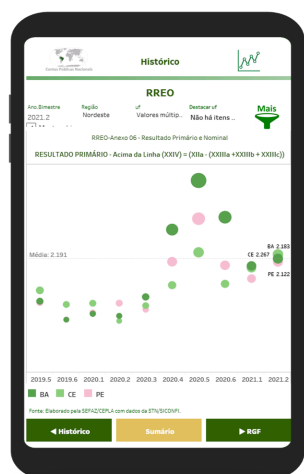 Contas Públicas Nacionais
Histórico
RREO
Ano.Bimestre
Região
uf
Destacar uf
Mais
2021.2
Nordeste
Valores múltip..
Não há itens ..
RREO-Anexo 06 - Resultado Primário e Nominal
RESULTADO PRIMÁRIO - Acima da Linha (XXIV) = (XIIa - (XXIIIa +XXIIIb + XXIIIc))
Média: 2.191
BA 2.193
CE 2.267
PE 2.122
2019.5 2019.6 2020.1 2020.2 2020.3 2020.4 2020.5 2020.6 2021.1 2021.2
BA CE PE
Fonte: Elaborado pela SEFAZ/CEPLA com dados da STN/SICONFI.
Histórico
Sumário
RGF